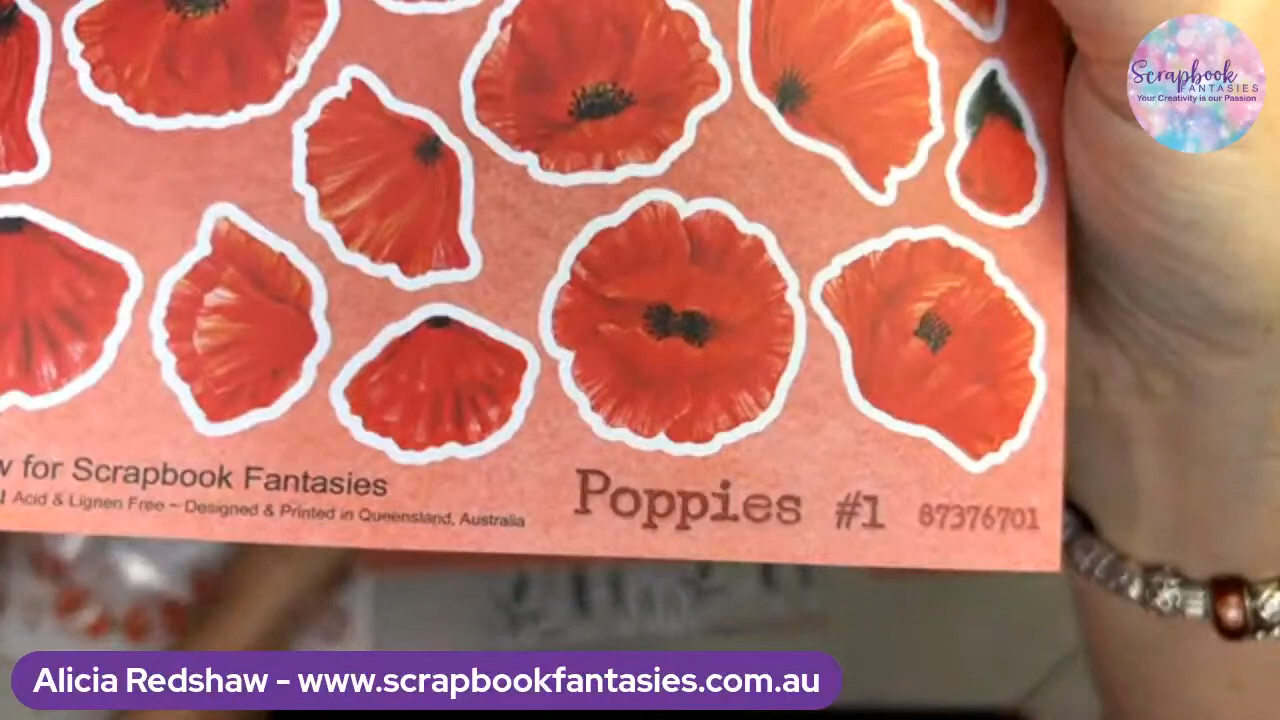 Scrapbook
FANTASIES
Your Creativity is our Passion
w for Scrapbook Fantasies
Acid & Lignen Free ~ Designed & Printed in Queensland, Australia
Poppies #1 87376701
Alicia Redshaw - www.scrapbookfantasies.com.au